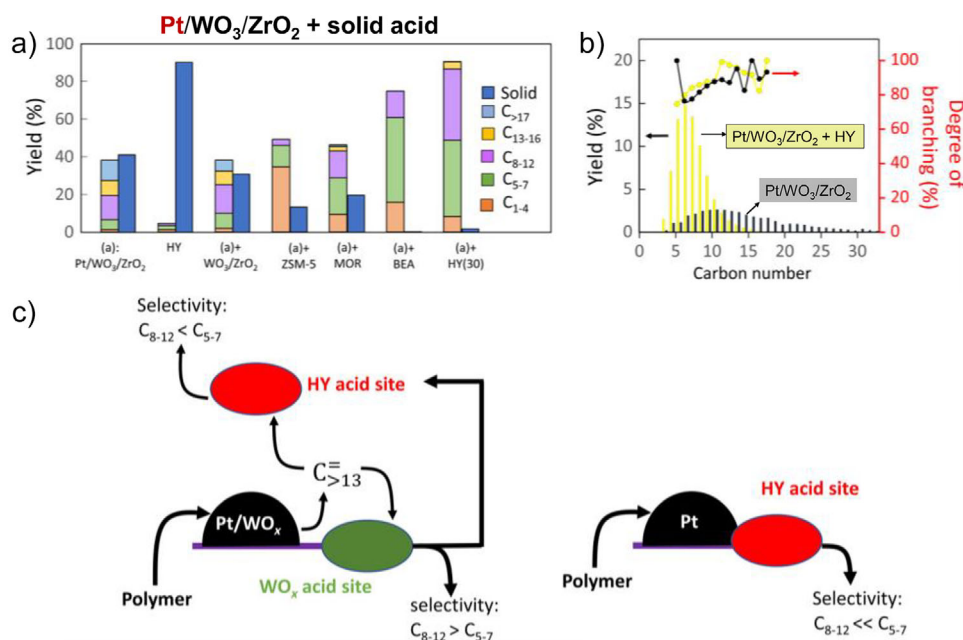 Pt/WO₃/ZrO₂ + solid acid
a)
100
80
60
40
20
0
Yield (%)
Solid
C>17
C13-16
C8-12
C5-7
C1-4
(a):
Pt/WO₃/ZrO₂
HY
(a)+
WO₃/ZrO₂
(a)+
ZSM-5
(a)+
MOR
(a)+
BEA
(a)+
HY(30)
b)
20
15
10
5
0
Yield (%)
Pt/WO₃/ZrO₂ + HY
Pt/WO₃/ZrO₂
100
80
60
40
20
0
Degree of
branching (%)
5 10 15 20 25 30
Carbon number
c)
Selectivity:
C8-12 < C5-7
HY acid site
C=>13
Pt/WOx
WOx acid site
Polymer
selectivity:
C8-12 > C5-7
HY acid site
Pt
Polymer
Selectivity:
C8-12 << C5-7